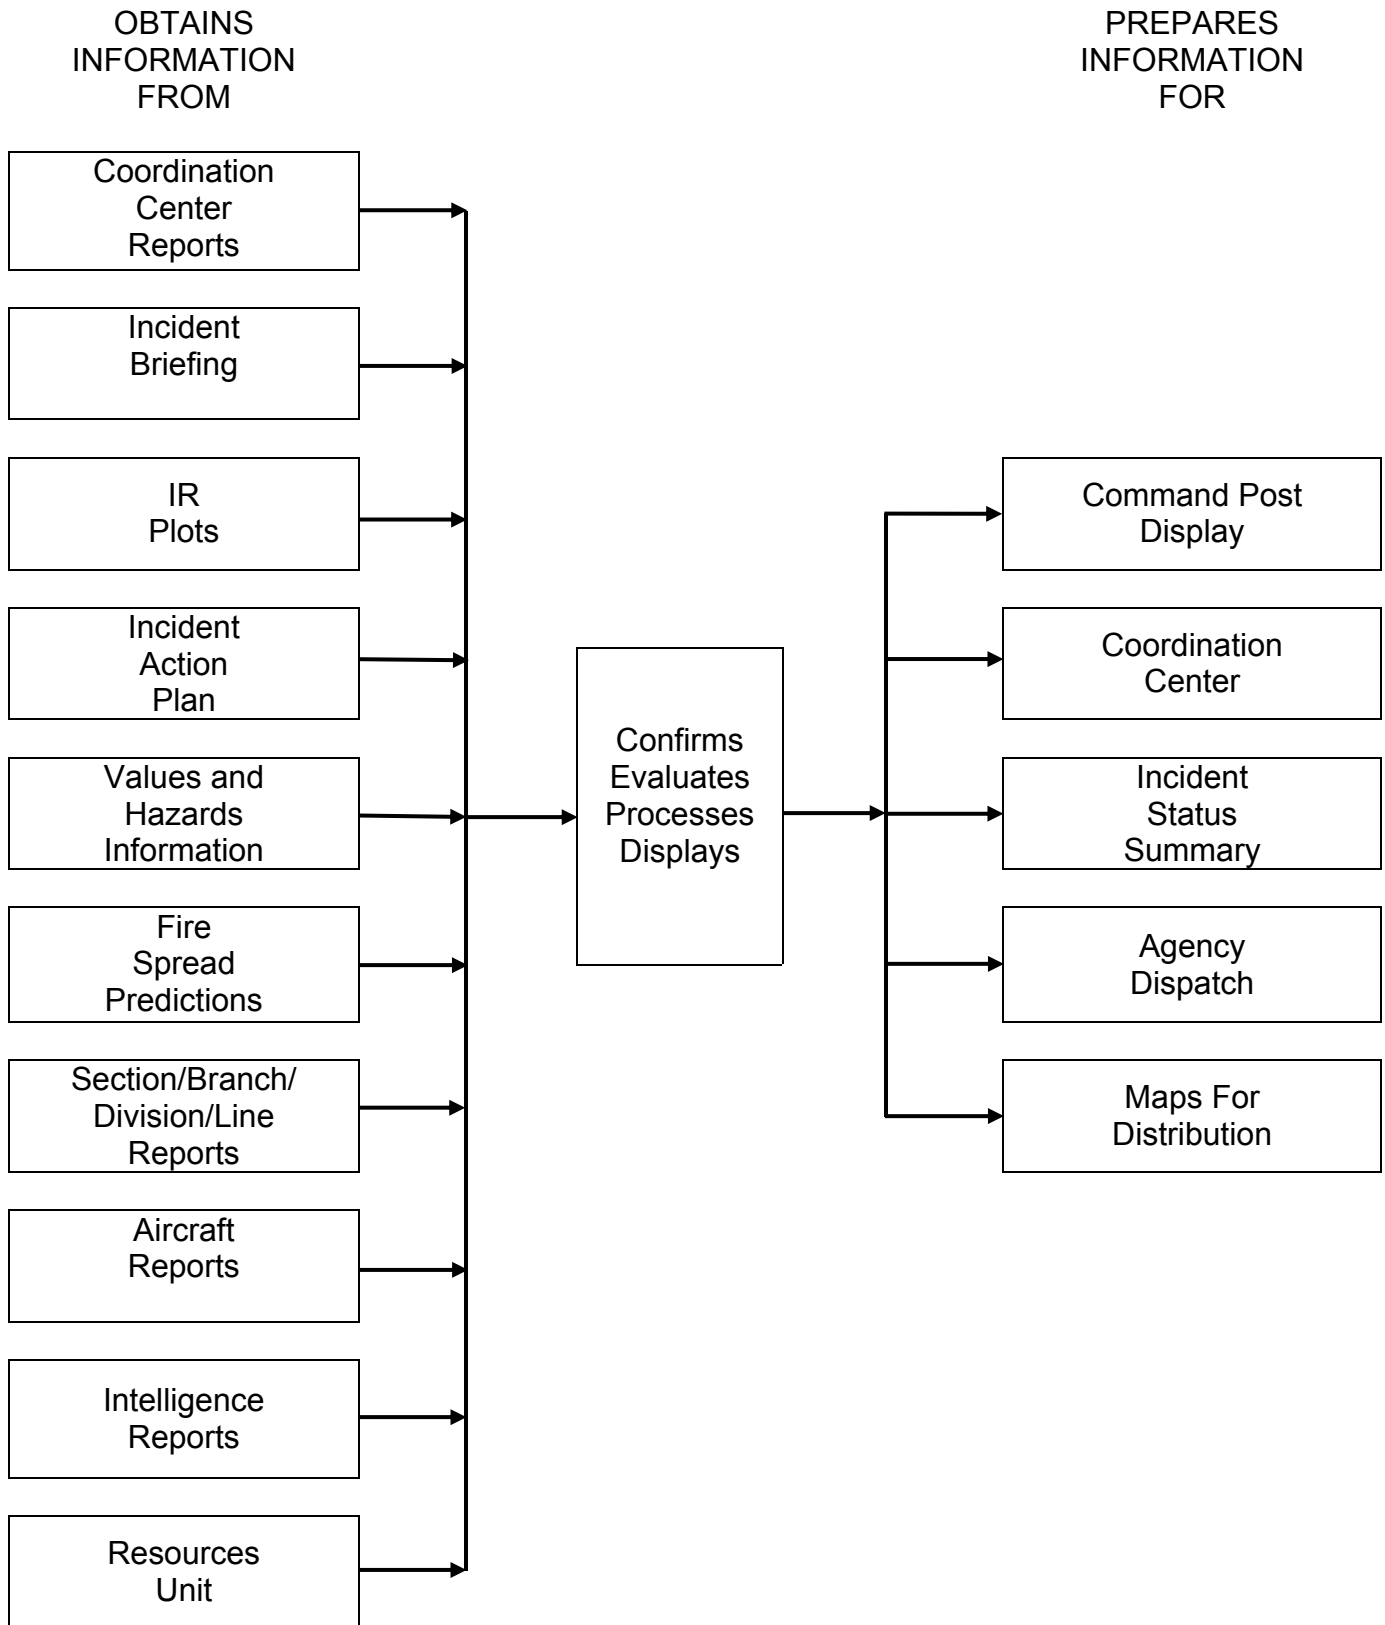 OBTAINS
INFORMATION
FROM
PREPARES
INFORMATION
FOR
Coordination
Center
Reports
Incident
Briefing
IR
Plots
Incident
Action
Plan
Values and
Hazards
Information
Fire
Spread
Predictions
Section/Branch/
Division/Line
Reports
Aircraft
Reports
Intelligence
Reports
Resources
Unit
Confirms
Evaluates
Processes
Displays
Command Post
Display
Coordination
Center
Incident
Status
Summary
Agency
Dispatch
Maps For
Distribution